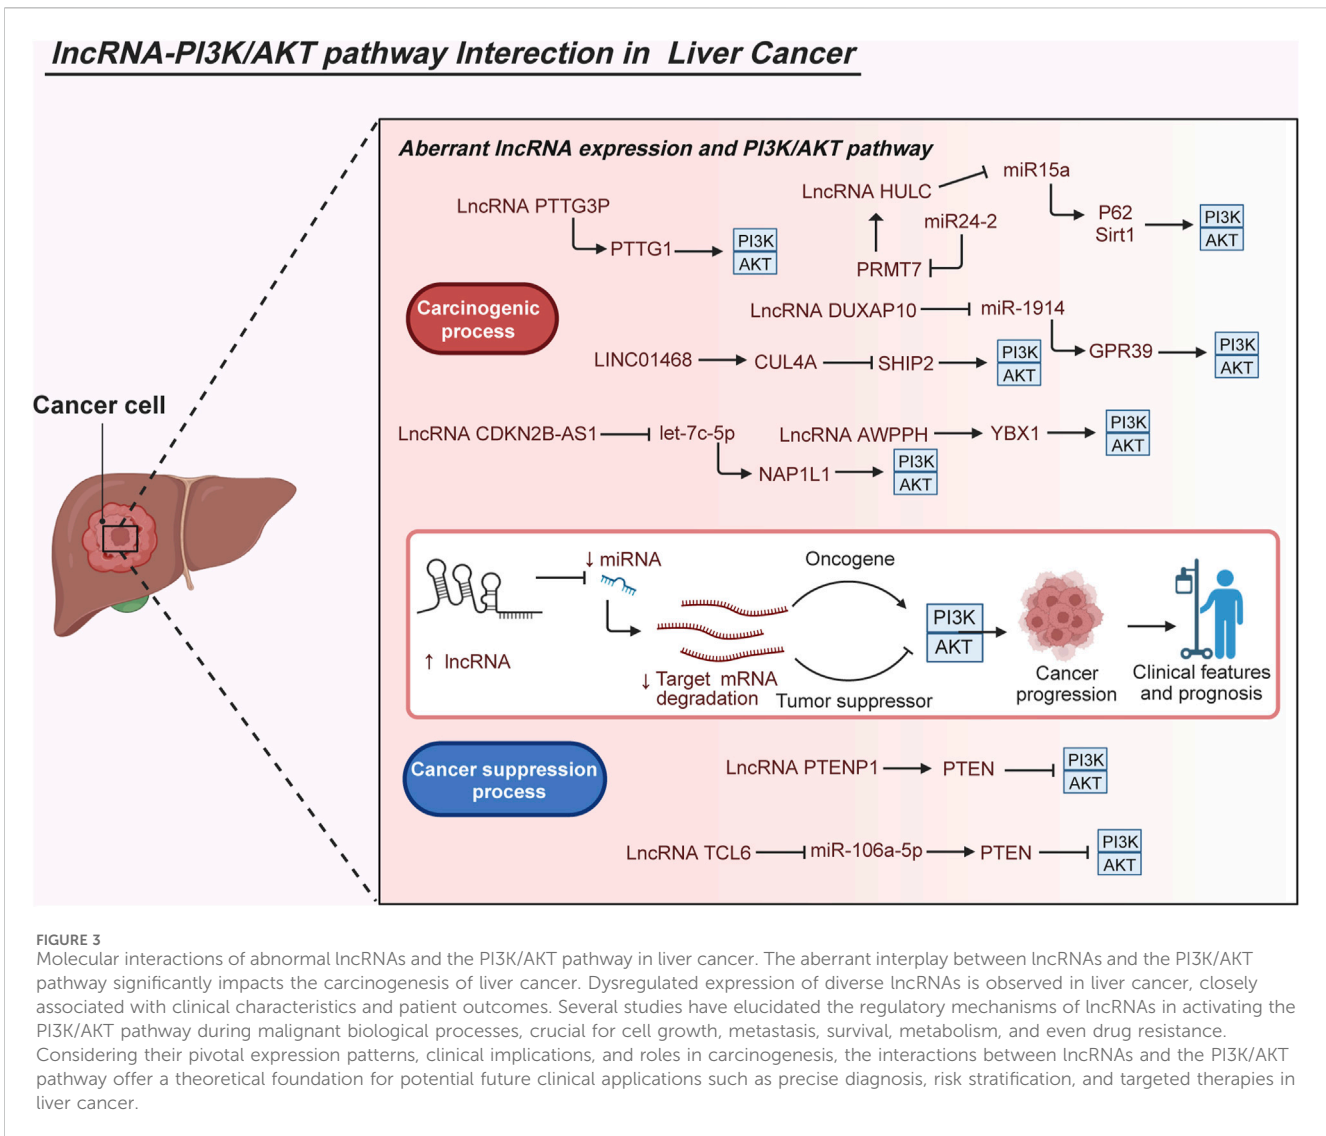 lncRNA-PI3K/AKT pathway Interection in Liver Cancer
Aberrant lncRNA expression and PI3K/AKT pathway
LncRNA PTTG3P
PTTG1
PI3K
AKT
LncRNA HULC
miR15a
miR24-2
PRMT7
P62
Sirt1
PI3K
AKT
Carcinogenic
process
LncRNA DUXAP10
miR-1914
GPR39
PI3K
AKT
LINC01468
CUL4A
SHIP2
PI3K
AKT
Cancer cell
LncRNA CDKN2B-AS1
let-7c-5p
NAP1L1
PI3K
AKT
LncRNA AWPPH
YBX1
PI3K
AKT
↑ lncRNA
↓ miRNA
↓ Target mRNA
degradation
Oncogene
Tumor suppressor
PI3K
AKT
Cancer
progression
Clinical features
and prognosis
Cancer suppression
process
LncRNA PTENP1
PTEN
PI3K
AKT
LncRNA TCL6
miR-106a-5p
PTEN
PI3K
AKT
FIGURE 3
Molecular interactions of abnormal lncRNAs and the PI3K/AKT pathway in liver cancer. The aberrant interplay between lncRNAs and the PI3K/AKT
pathway significantly impacts the carcinogenesis of liver cancer. Dysregulated expression of diverse lncRNAs is observed in liver cancer, closely
associated with clinical characteristics and patient outcomes. Several studies have elucidated the regulatory mechanisms of lncRNAs in activating the
PI3K/AKT pathway during malignant biological processes, crucial for cell growth, metastasis, survival, metabolism, and even drug resistance.
Considering their pivotal expression patterns, clinical implications, and roles in carcinogenesis, the interactions between lncRNAs and the PI3K/AKT
pathway offer a theoretical foundation for potential future clinical applications such as precise diagnosis, risk stratification, and targeted therapies in
liver cancer.